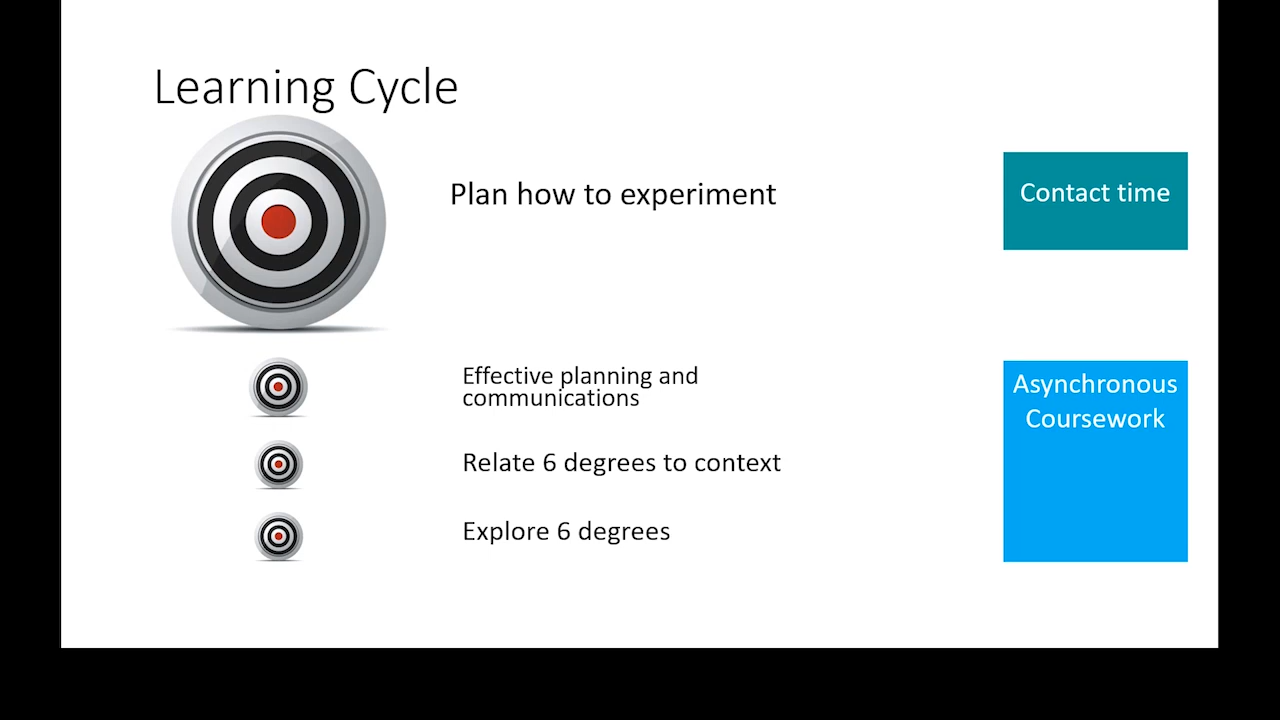 Learning Cycle
Plan how to experiment
Contact time
Effective planning and
communications
Asynchronous
Coursework
Relate 6 degrees to context
Explore 6 degrees